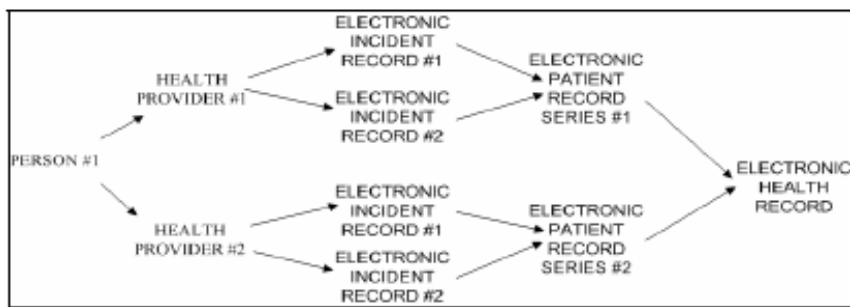 PERSON #1
HEALTH
PROVIDER #1
HEALTH
PROVIDER #2
ELECTRONIC
INCIDENT
RECORD #1
ELECTRONIC
INCIDENT
RECORD #2
ELECTRONIC
INCIDENT
RECORD #1
ELECTRONIC
INCIDENT
RECORD #2
ELECTRONIC
PATIENT
RECORD
SERIES #1
ELECTRONIC
PATIENT
RECORD
SERIES #2
ELECTRONIC
HEALTH
RECORD